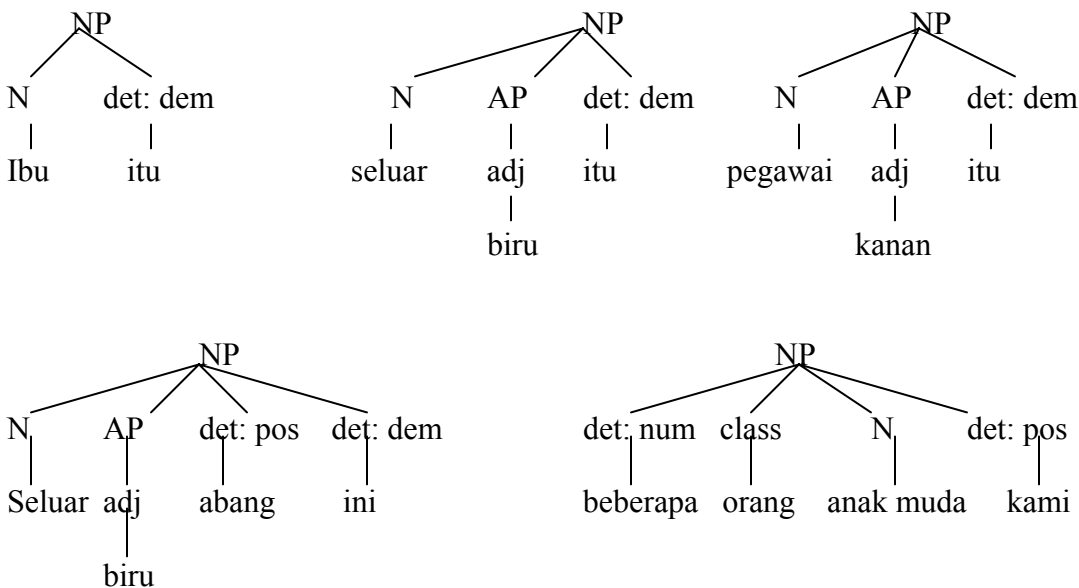 NP NP NP
N det: dem N AP det: dem N AP det: dem
Ibu itu seluar adj itu pegawai adj itu
biru kanan
NP NP
N AP det: pos det: dem det: num class N det: pos
Seluar adj abang ini beberapa orang anak muda kami
biru